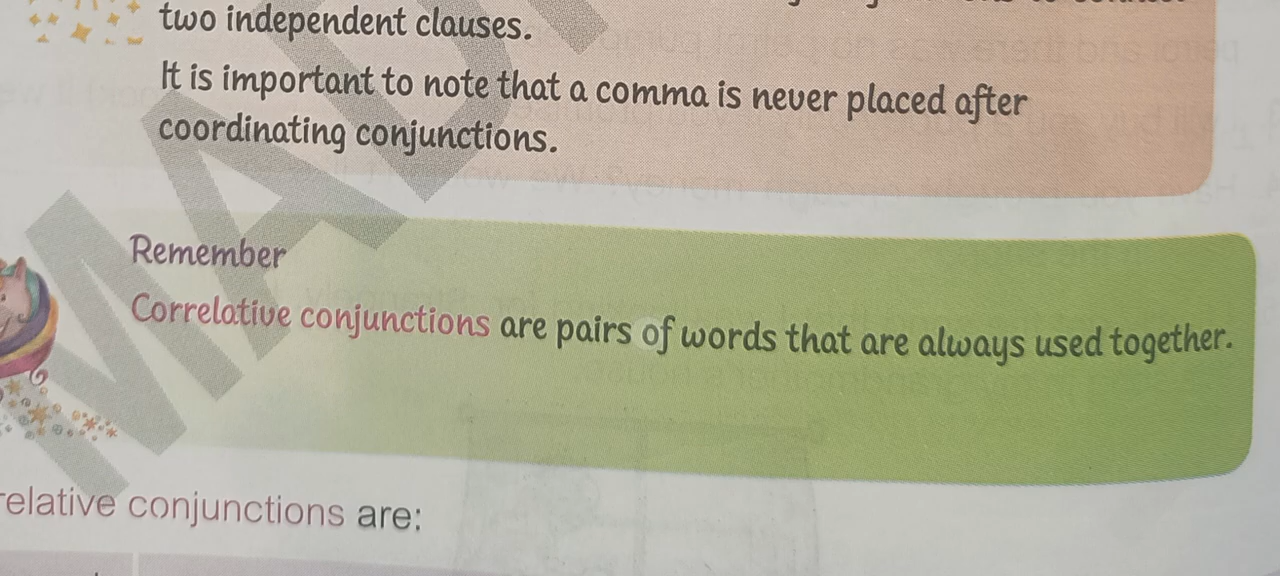 two independent clauses.
It is important to note that a comma is never placed after
coordinating conjunctions.
Remember
Correlative conjunctions are pairs of words that are always used together.
relative conjunctions are: